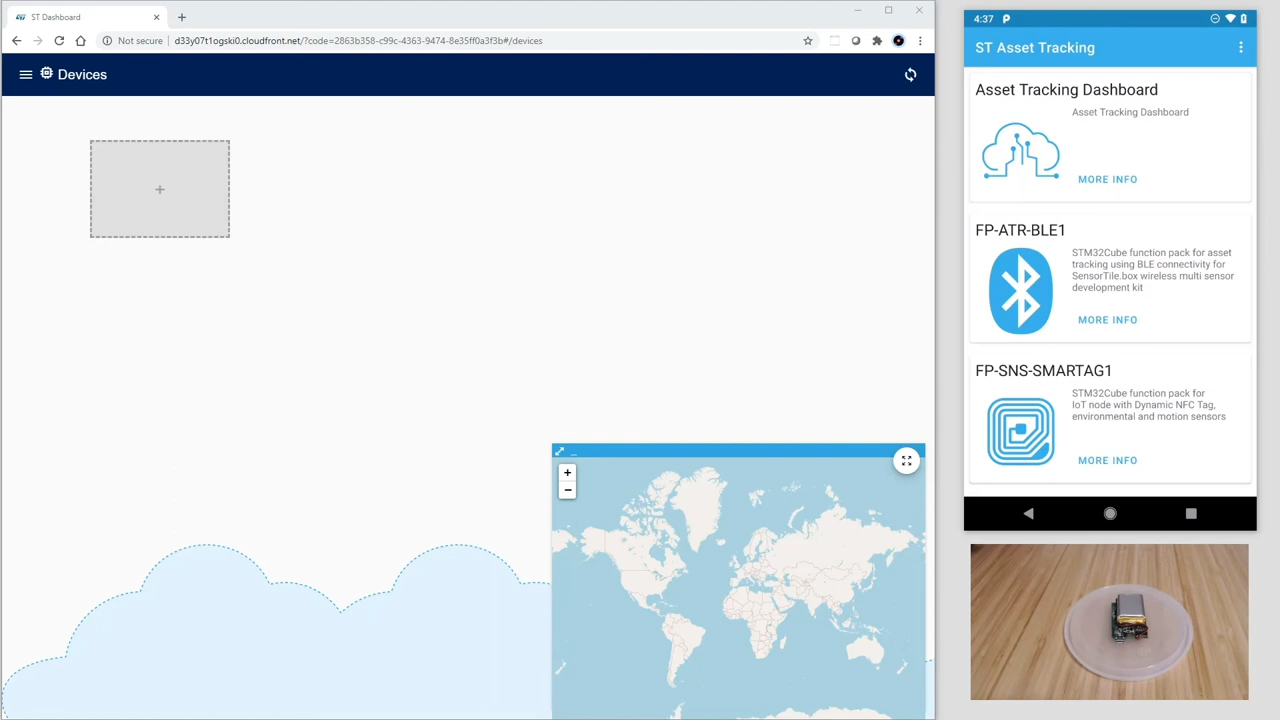 ST Dashboard
Not secure
d33y07t1ogski0.cloudfront.net/?code=2863b358-c99c-4363-9474-8e35ff0a3f3b#/devices
Devices
+
+
−
4:37
ST Asset Tracking
Asset Tracking Dashboard
Asset Tracking Dashboard
MORE INFO
FP-ATR-BLE1
STM32Cube function pack for asset
tracking using BLE connectivity for
SensorTile.box wireless multi sensor
development kit
MORE INFO
FP-SNS-SMARTAG1
STM32Cube function pack for
IoT node with Dynamic NFC Tag,
environmental and motion sensors
MORE INFO